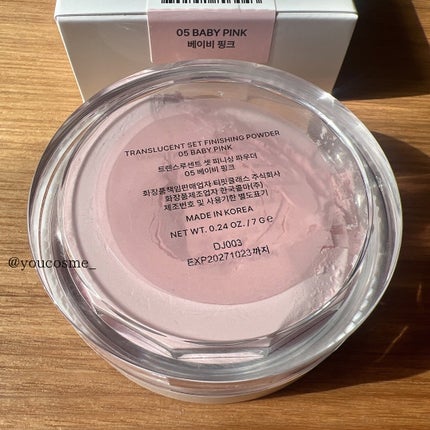 05 BABY PINK
베이비 핑크
TRANSLUCENT SET FINISHING POWDER
05 BABY PINK
트랜스루센트 셋 피니싱 파우더
05 베이비 핑크
화장품책임판매업자 티핏클래스 주식회사
화장품제조업자 한국콜마(주)
제조번호 및 사용기한 별도표기
MADE IN KOREA
NET WT. 0.24 OZ. / 7 G e
DJ003
EXP20271023까지
@youcosme_